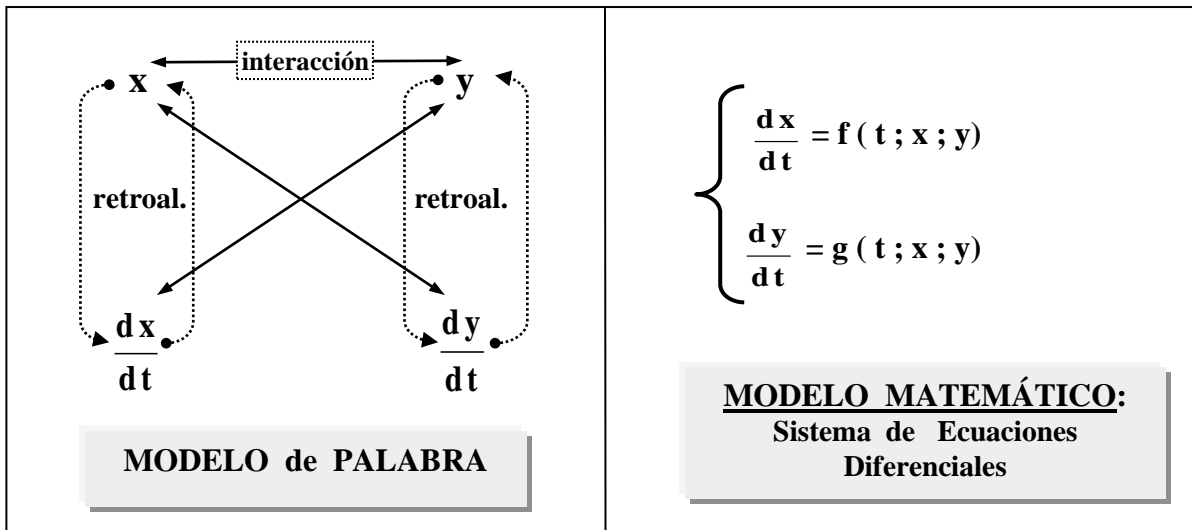 interacción
x y
retroal. retroal.
dx/dt dy/dt
MODELO de PALABRA
dx/dt = f ( t ; x ; y)
dy/dt = g ( t ; x ; y)
MODELO MATEMÁTICO:
Sistema de Ecuaciones
Diferenciales